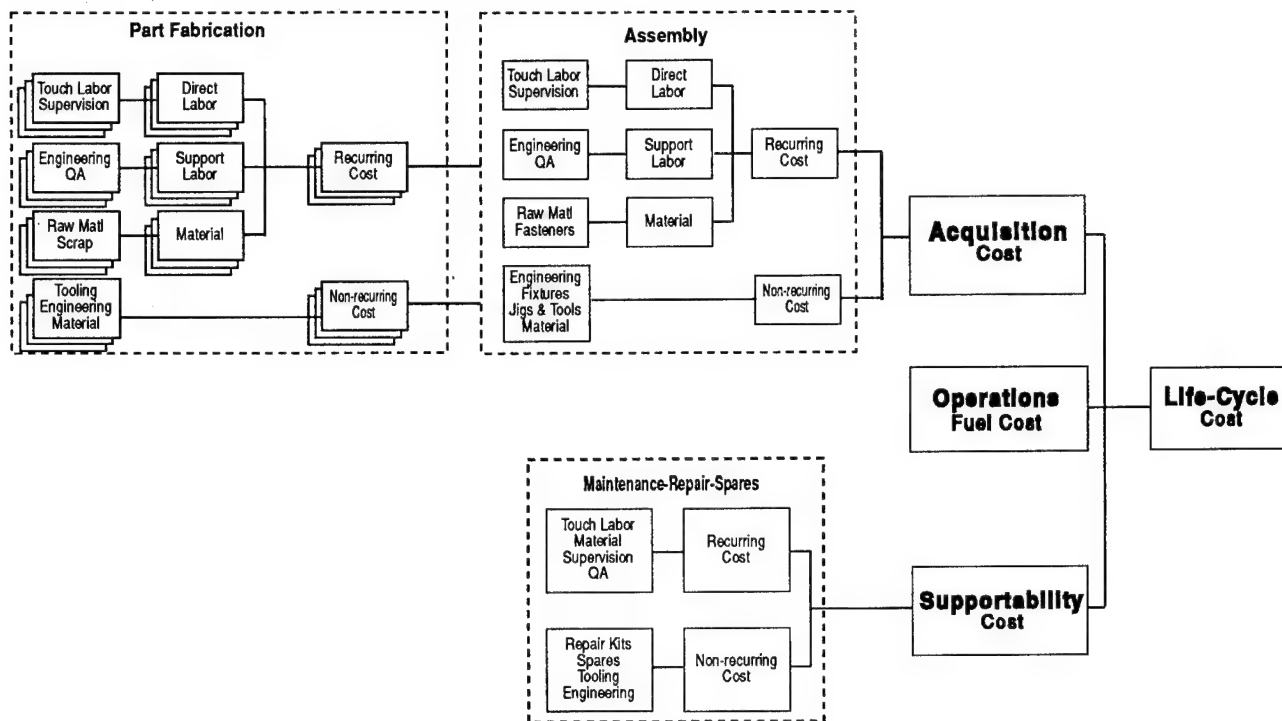 Part Fabrication
Touch Labor
Supervision
Direct
Labor
Engineering
QA
Support
Labor
Recurring
Cost
Raw Matl
Scrap
Material
Tooling
Engineering
Material
Non-recurring
Cost
Assembly
Touch Labor
Supervision
Direct
Labor
Engineering
QA
Support
Labor
Recurring
Cost
Raw Matl
Fasteners
Material
Engineering
Fixtures
Jigs & Tools
Material
Non-recurring
Cost
Acquisition
Cost
Operations
Fuel Cost
Life-Cycle
Cost
Maintenance-Repair-Spares
Touch Labor
Material
Supervision
QA
Recurring
Cost
Repair Kits
Spares
Tooling
Engineering
Non-recurring
Cost
Supportability
Cost